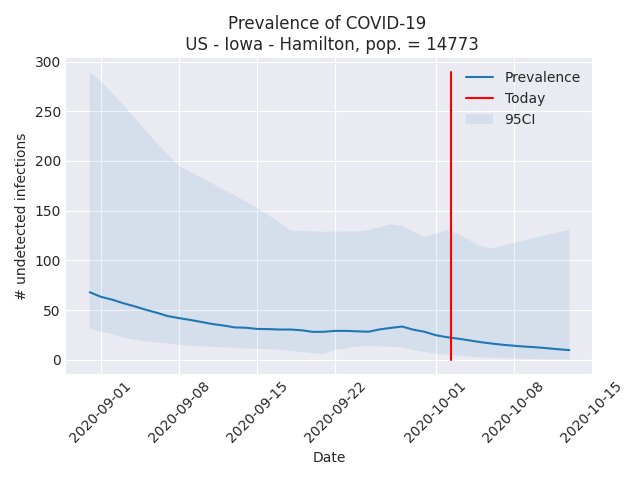 Prevalence of COVID-19
US - Iowa - Hamilton, pop. = 14773
Prevalence
Today
95CI
# undetected infections
300
250
200
150
100
50
0
2020-09-01
2020-09-08
2020-09-15
2020-09-22
2020-10-01
2020-10-08
2020-10-15
Date